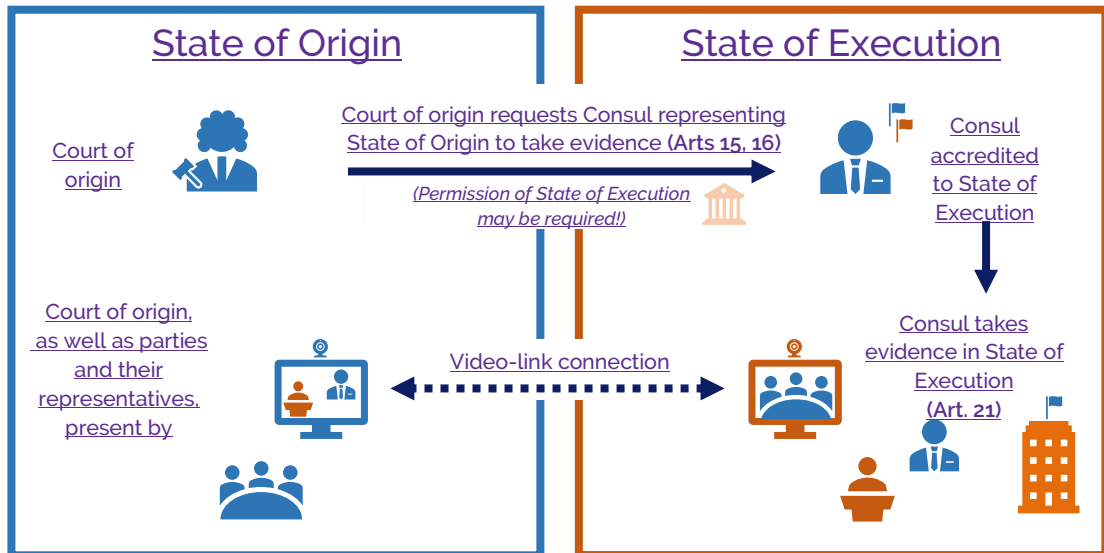 State of Origin
State of Execution
Court of
origin
Court of origin requests Consul representing
State of Origin to take evidence (Arts 15, 16)
(Permission of State of Execution
may be required!)
Consul
accredited
to State of
Execution
Court of origin,
as well as parties
and their
representatives,
present by
Video-link connection
Consul takes
evidence in State of
Execution
(Art. 21)